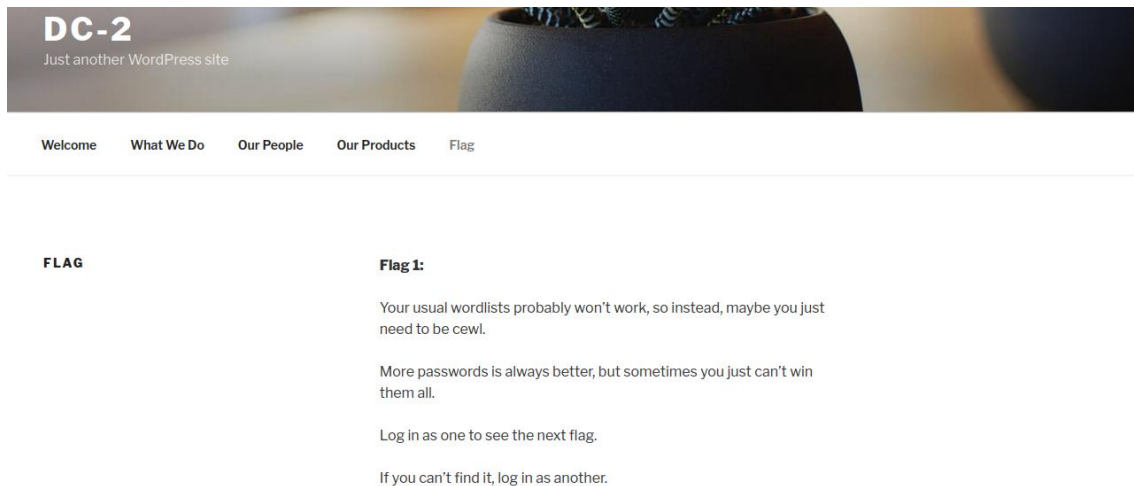 DC-2
Just another WordPress site
Welcome What We Do Our People Our Products Flag
FLAG
Flag 1:
Your usual wordlists probably won't work, so instead, maybe you just
need to be cewl.
More passwords is always better, but sometimes you just can't win
them all.
Log in as one to see the next flag.
If you can't find it, log in as another.